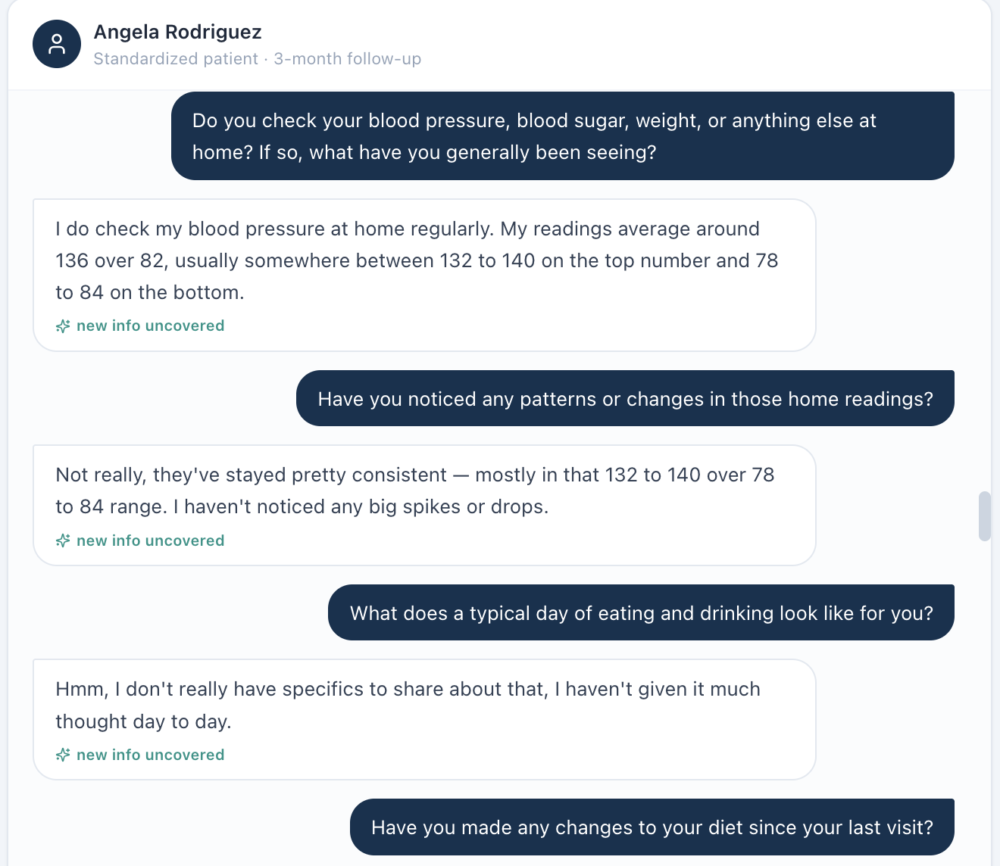 Angela Rodriguez
Standardized patient · 3-month follow-up
Do you check your blood pressure, blood sugar, weight, or anything else at
home? If so, what have you generally been seeing?
I do check my blood pressure at home regularly. My readings average around
136 over 82, usually somewhere between 132 to 140 on the top number and 78
to 84 on the bottom.
new info uncovered
Have you noticed any patterns or changes in those home readings?
Not really, they've stayed pretty consistent — mostly in that 132 to 140 over 78
to 84 range. I haven't noticed any big spikes or drops.
new info uncovered
What does a typical day of eating and drinking look like for you?
Hmm, I don't really have specifics to share about that, I haven't given it much
thought day to day.
new info uncovered
Have you made any changes to your diet since your last visit?